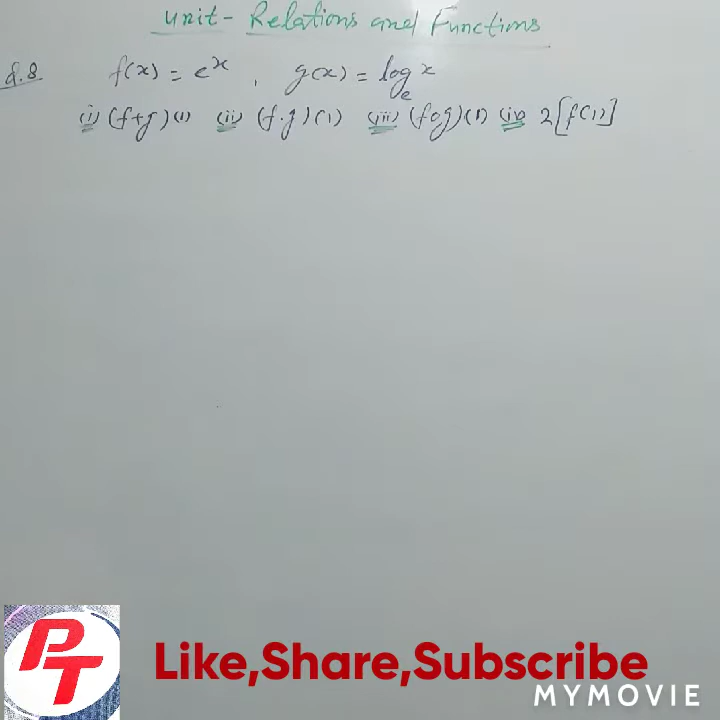 Unit - Relations and Functions
Q.8. f(x) = e^x , g(x) = log_e x
(i) (f+g)(1) (ii) (f.g)(1) (iii) (fog)(1) (iv) 2[f(1)]
PT
Like,Share,Subscribe
MYMOVIE